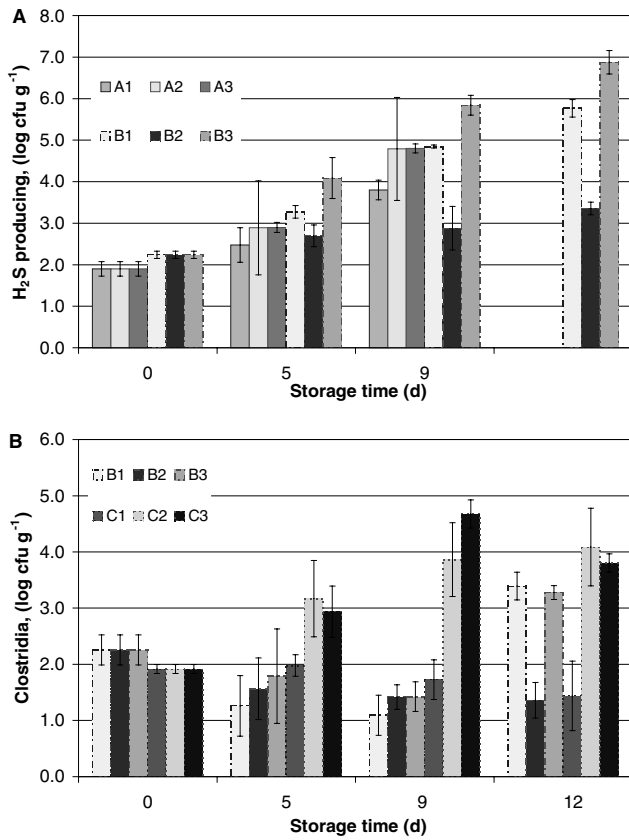 A
8.0
7.0
6.0
5.0
4.0
3.0
2.0
1.0
0.0
H₂S producing, (log cfu g⁻¹)
A1 A2 A3
B1 B2 B3
0 5 9
Storage time (d)
B
6.0
5.0
4.0
3.0
2.0
1.0
0.0
Clostridia, (log cfu g⁻¹)
B1 B2 B3
C1 C2 C3
0 5 9 12
Storage time (d)